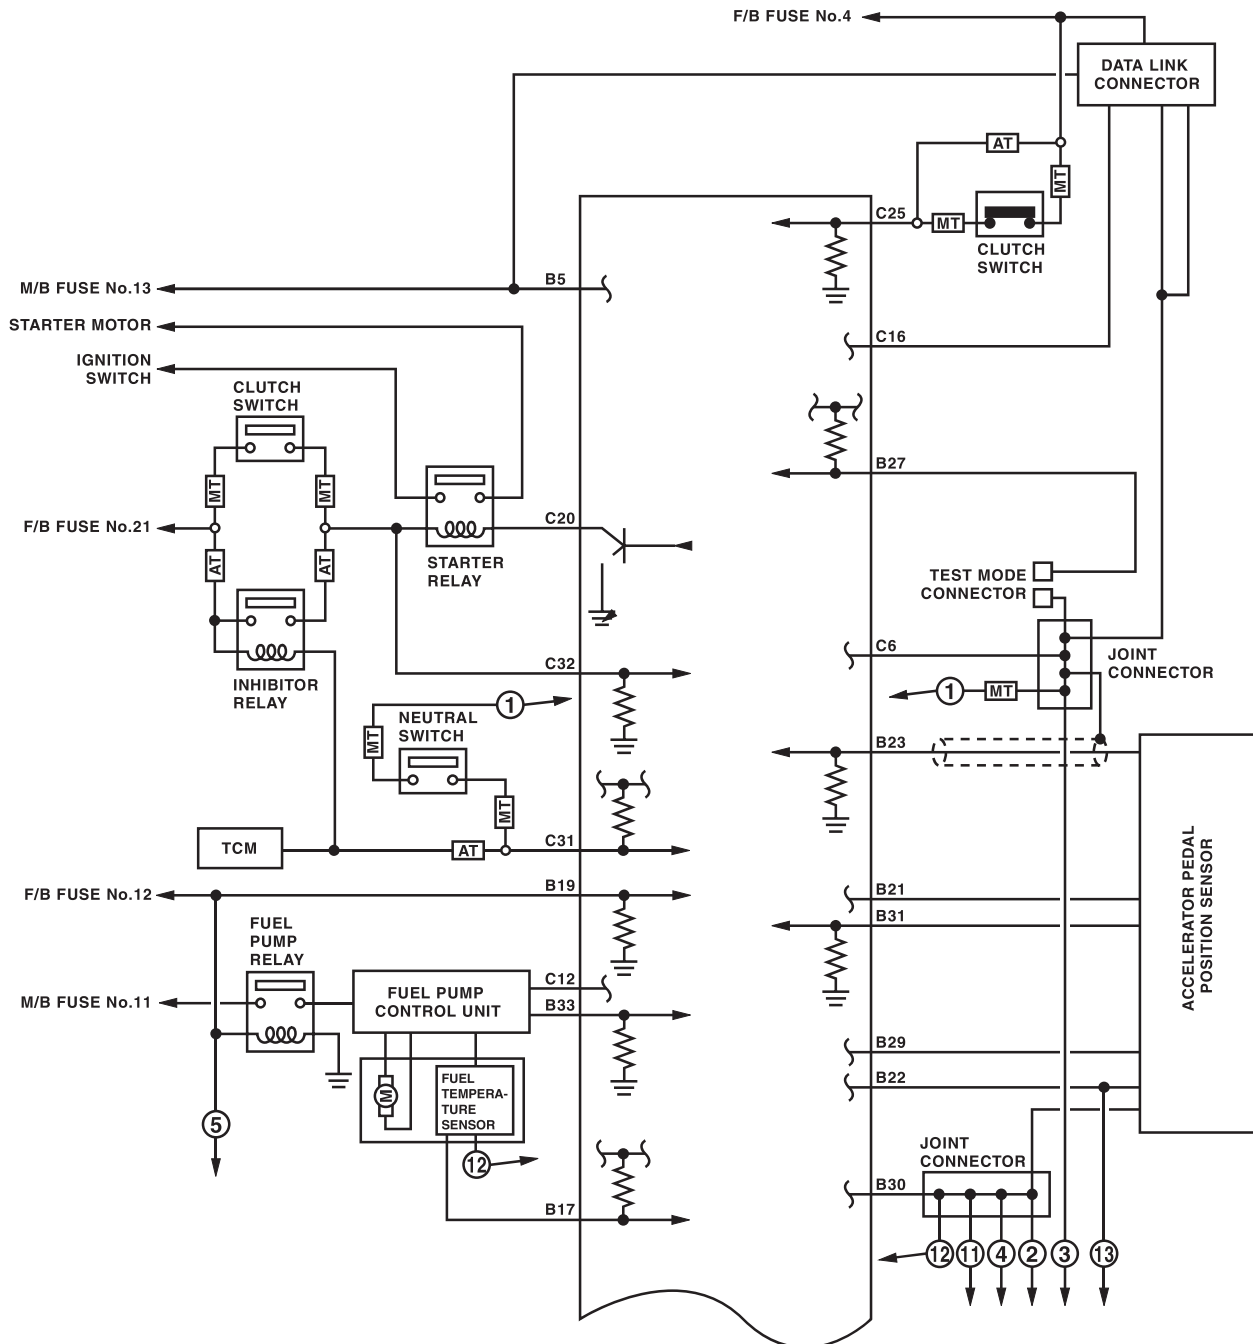 F/B FUSE No.4
DATA LINK
CONNECTOR
AT
MT
C25
MT
CLUTCH
SWITCH
M/B FUSE No.13
B5
STARTER MOTOR
C16
IGNITION
SWITCH
CLUTCH
SWITCH
B27
MT
MT
F/B FUSE No.21
C20
AT
AT
STARTER
RELAY
TEST MODE
CONNECTOR
C6
JOINT
CONNECTOR
C32
INHIBITOR
RELAY
1
MT
1
NEUTRAL
SWITCH
MT
B23
MT
TCM
AT
C31
ACCELERATOR PEDAL
POSITION SENSOR
F/B FUSE No.12
B19
B21
B31
FUEL
PUMP
RELAY
C12
M/B FUSE No.11
FUEL PUMP
CONTROL UNIT
B33
B29
B22
M
FUEL
TEMPERA-
TURE
SENSOR
5
12
JOINT
CONNECTOR
B30
B17
12
11
4
2
3
13